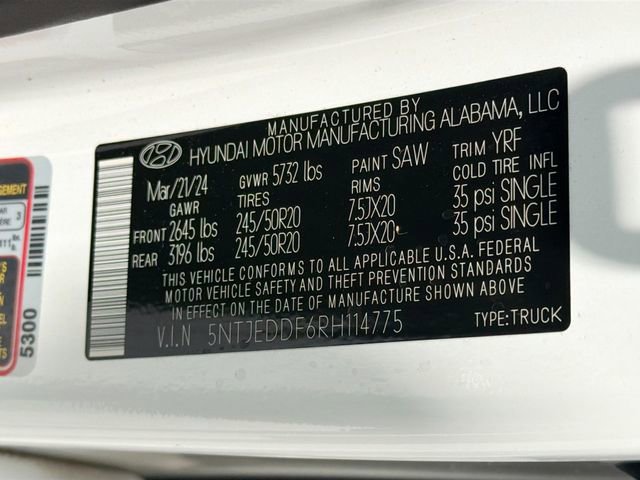 MANUFACTURED BY
HYUNDAI MOTOR MANUFACTURING ALABAMA, LLC
Mar/21/24 GVWR 5732 lbs PAINT SAW TRIM YRF
GAWR TIRES RIMS COLD TIRE INFL
FRONT 2645 lbs 245/50R20 7.5JX20 35 psi SINGLE
REAR 3196 lbs 245/50R20 7.5JX20 35 psi SINGLE
THIS VEHICLE CONFORMS TO ALL APPLICABLE U.S.A. FEDERAL
MOTOR VEHICLE SAFETY AND THEFT PREVENTION STANDARDS
IN EFFECT ON THE DATE OF MANUFACTURE SHOWN ABOVE
V.I.N 5NTJEDDF6RH114775 TYPE:TRUCK
5300